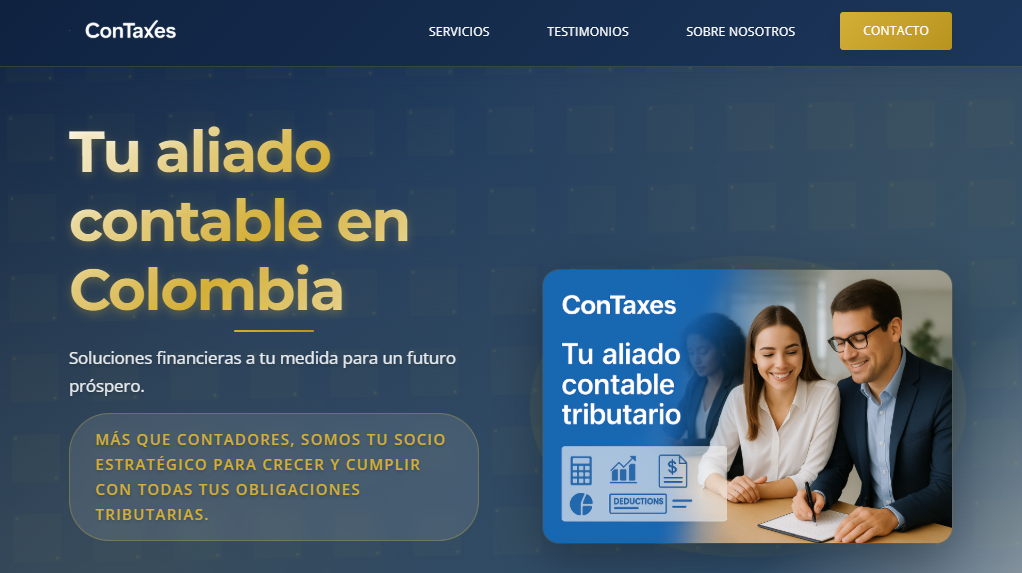 ConTaxes
SERVICIOS
TESTIMONIOS
SOBRE NOSOTROS
CONTACTO
Tu aliado
contable en
Colombia
Soluciones financieras a tu medida para un futuro
próspero.
MÁS QUE CONTADORES, SOMOS TU SOCIO
ESTRATÉGICO PARA CRECER Y CUMPLIR
CON TODAS TUS OBLIGACIONES
TRIBUTARIAS.
ConTaxes
Tu aliado
contable
tributario
$
DEDUCTIONS